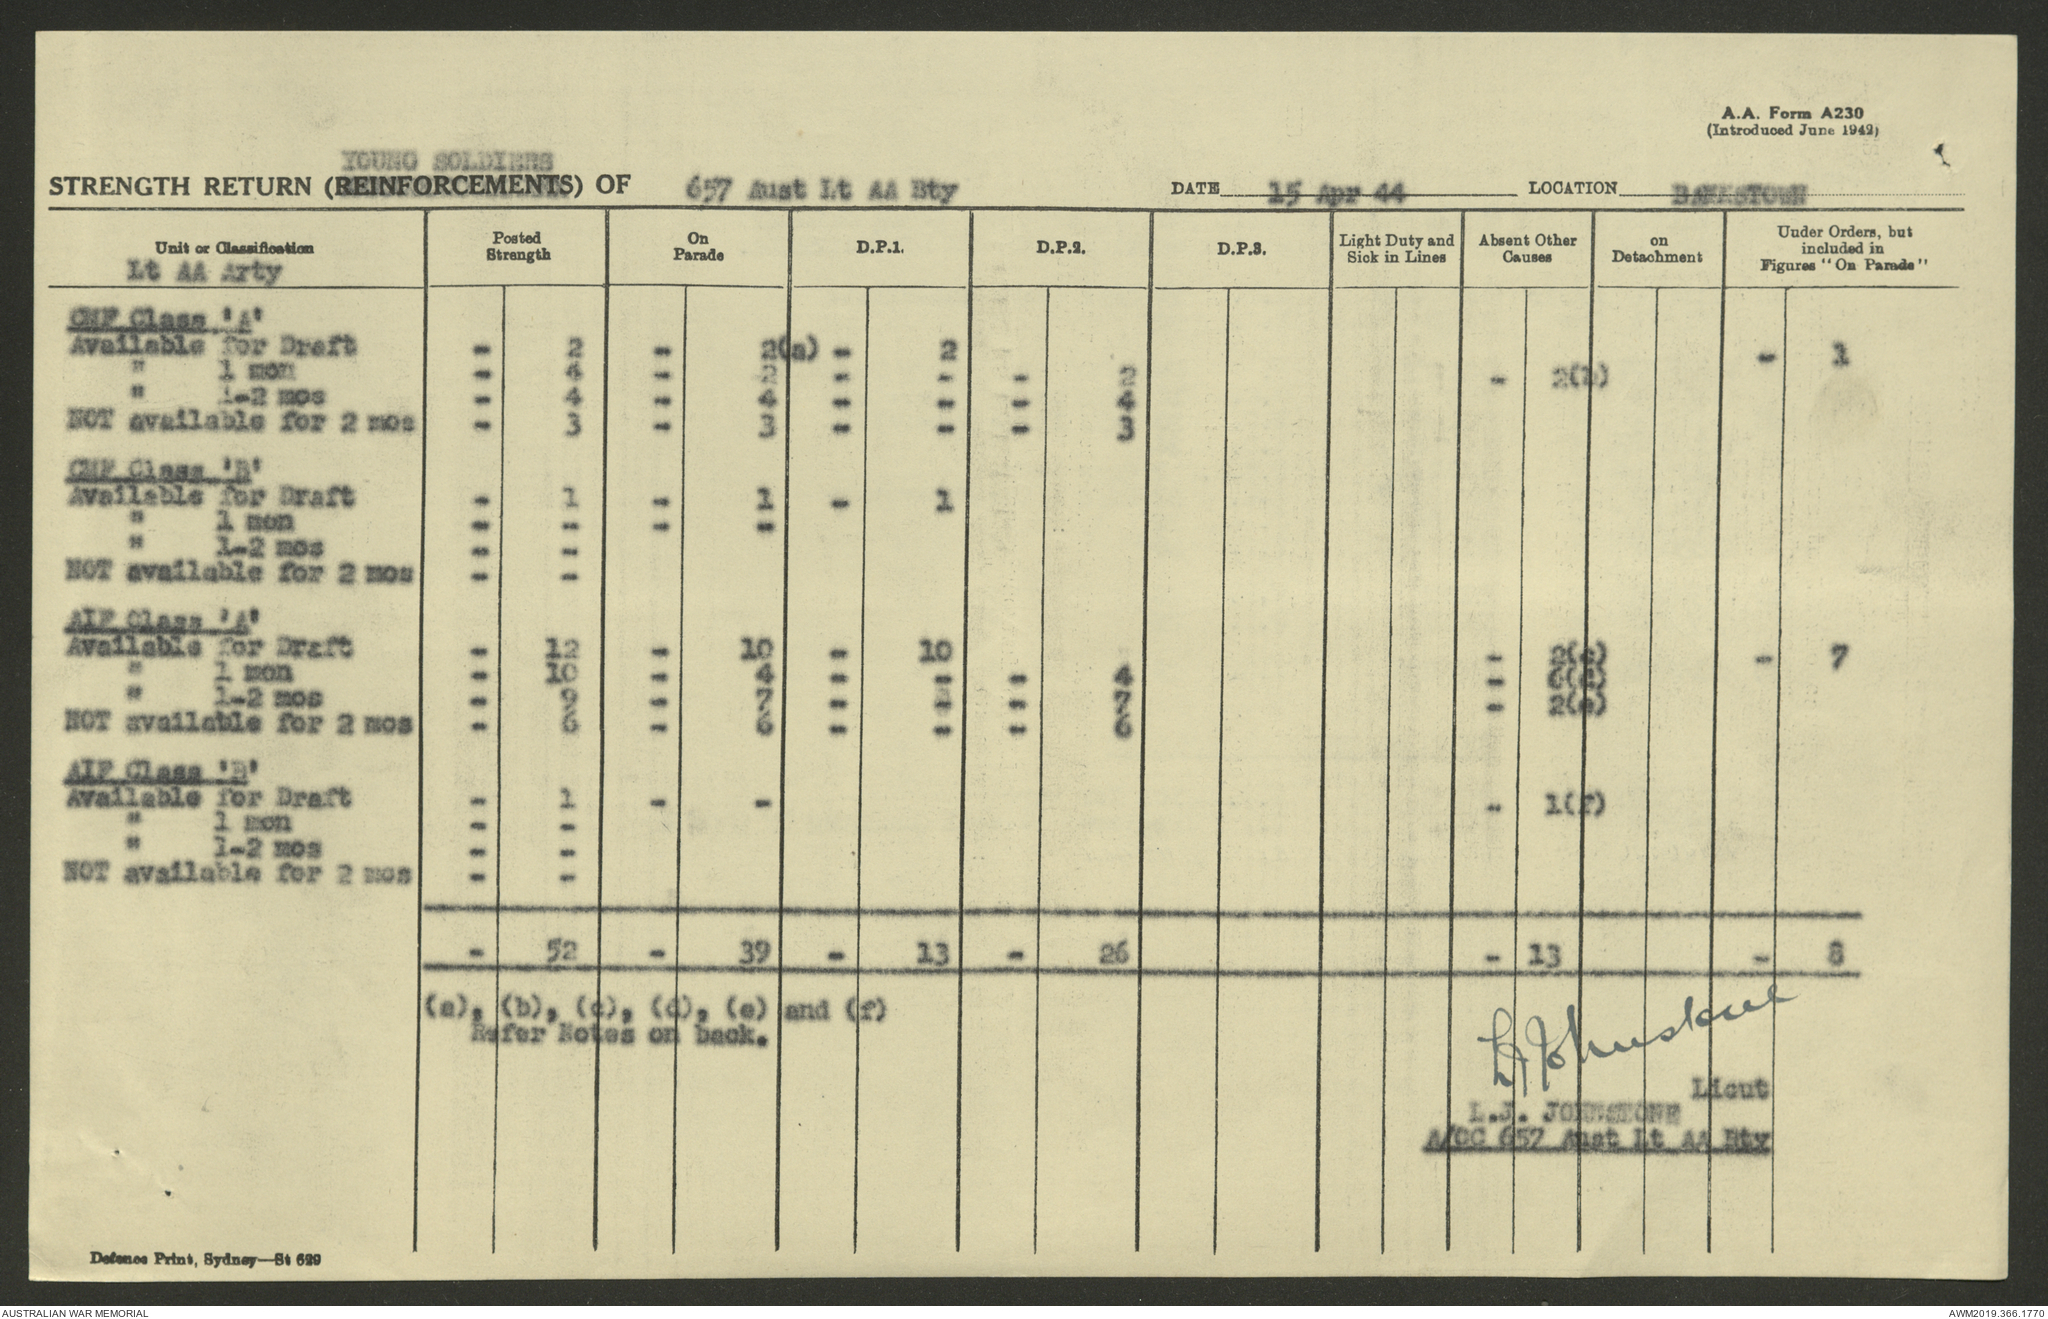 A.A. Form A230
(Introduced June 1942)
YOUNG SOLDIERS
STRENGTH RETURN (REINFORCEMENTS) OF 657 Aust Lt AA Bty DATE 15 Apr 44 LOCATION BANKSTOWN
Unit or Classification Posted Strength On Parade D.P.1. D.P.2. D.P.3. Light Duty and Sick in Lines Absent Other Causes on Detachment Under Orders, but included in Figures "On Parade"
Lt AA Arty
CMF Class 'A'
Available for Draft - 2 - 2(a) - 2 - 1
" 1 mon - 4 - 2 - - - 2 - 2(b)
" 1-2 mos - 4 - 4 - - - 4
NOT available for 2 mos - 3 - 3 - - - 3
CMF Class 'B'
Available for Draft - 1 - 1 - 1
" 1 mon - - - -
" 1-2 mos - -
NOT available for 2 mos - -
AIF Class 'A'
Available for Draft - 12 - 10 - 10 - 2(c) - 7
" 1 mon - 10 - 4 - - - 4 - 6(d)
" 1-2 mos - 9 - 7 - - - 7 - 2(e)
NOT available for 2 mos - 6 - 6 - - - 6
AIF Class 'B'
Available for Draft - 1 - - - 1(f)
" 1 mon - -
" 1-2 mos - -
NOT available for 2 mos - -
- 52 - 39 - 13 - 26 - 13 - 8
(a), (b), (c), (d), (e) and (f)
Refer Notes on back.
LJ Johnstone
Lieut
L.J. JOHNSTONE
A/OC 657 Aust Lt AA Bty
Defence Print, Sydney—St 629
AUSTRALIAN WAR MEMORIAL AWM2019.366.1770